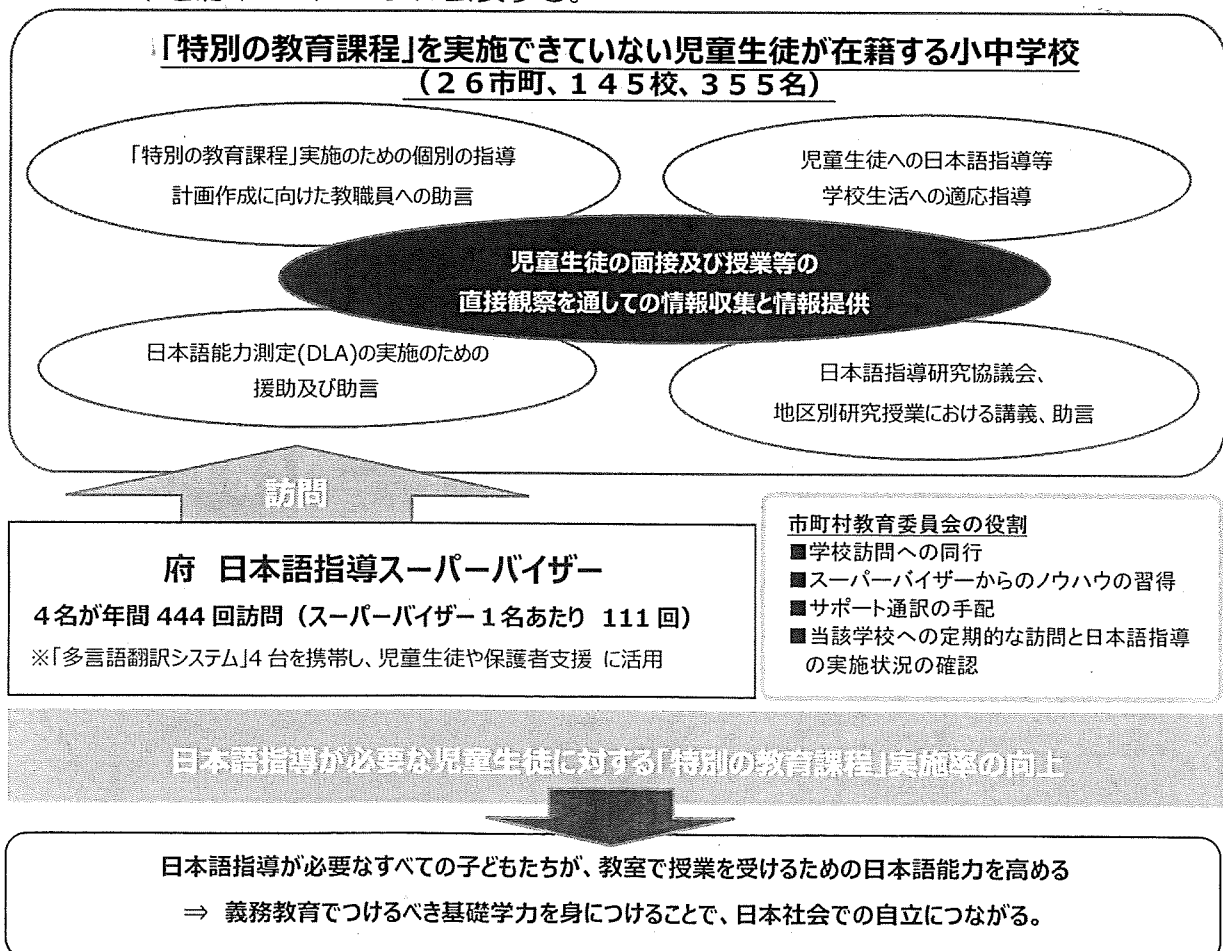 「特別の教育課程」を実施できていない児童生徒が在籍する小中学校
(26市町、145校、355名)
「特別の教育課程」実施のための個別の指導
計画作成に向けた教職員への助言
児童生徒への日本語指導等
学校生活への適応指導
児童生徒の面接及び授業等の
直接観察を通しての情報収集と情報提供
日本語能力測定(DLA)の実施のための
援助及び助言
日本語指導研究協議会、
地区別研究授業における講義、助言
訪問
府 日本語指導スーパーバイザー
4名が年間 444 回訪問(スーパーバイザー1名あたり 111 回)
※「多言語翻訳システム」4 台を携帯し、児童生徒や保護者支援 に活用
市町村教育委員会の役割
■学校訪問への同行
■スーパーバイザーからのノウハウの習得
■サポート通訳の手配
■当該学校への定期的な訪問と日本語指導
の実施状況の確認
日本語指導が必要な児童生徒に対する「特別の教育課程」実施率の向上
日本語指導が必要なすべての子どもたちが、教室で授業を受けるための日本語能力を高める
⇒ 義務教育でつけるべき基礎学力を身につけることで、日本社会での自立につながる。